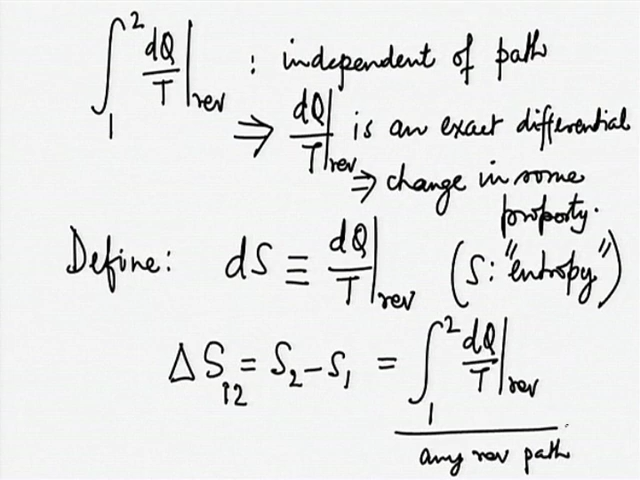 ∫₁² dQ/T|rev : independent of path
⇒ dQ/T|rev is an exact differential
⇒ change in some
property.
Define: dS ≡ dQ/T|rev (S: "entropy")
ΔS₁₂ = S₂ – S₁ = ∫₁² dQ/T|rev
any rev path